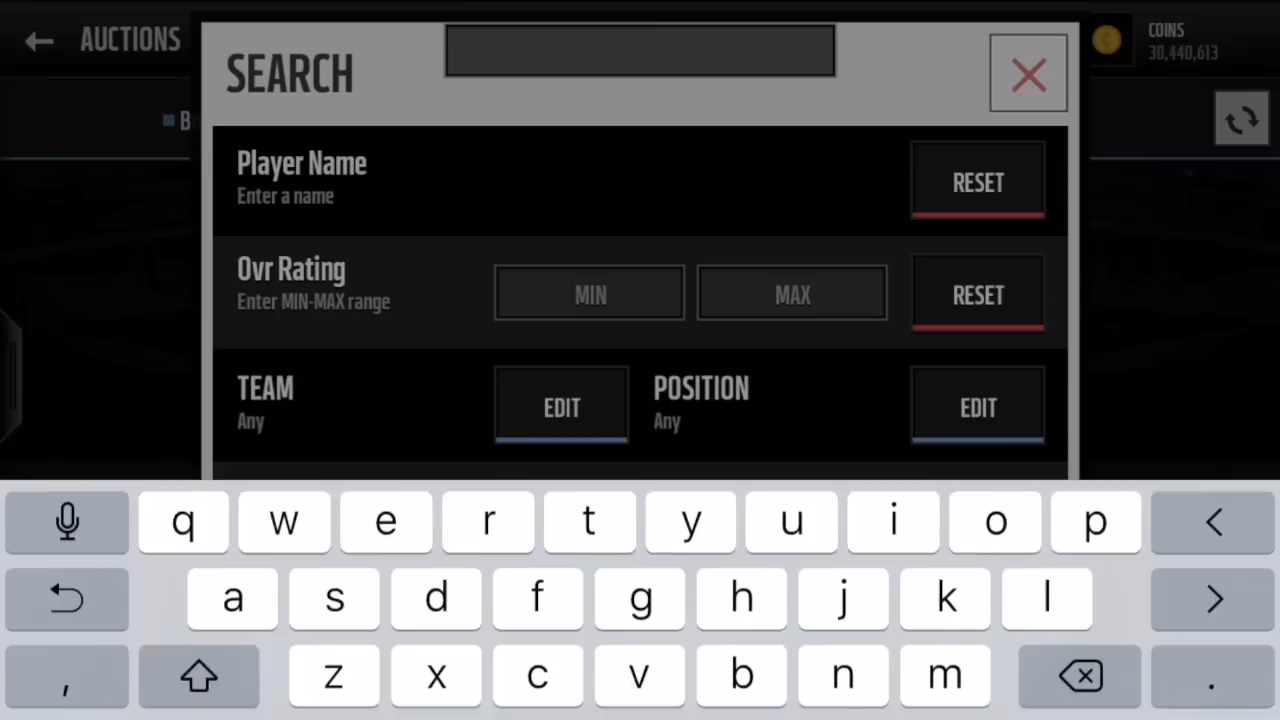 AUCTIONS
SEARCH
COINS
30,440,613
B
Player Name
Enter a name
RESET
Ovr Rating
Enter MIN-MAX range
MIN
MAX
RESET
TEAM
Any
EDIT
POSITION
Any
EDIT
q w e r t y u i o p <
a s d f g h j k l >
, z x c v b n m .